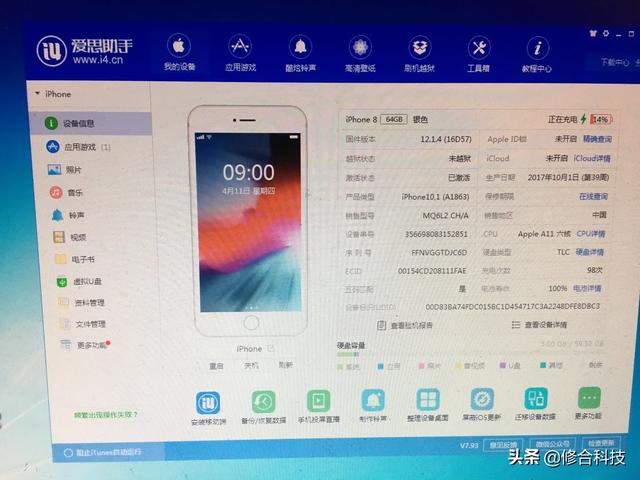 爱思助手
www.i4.cn
我的设备 应用游戏 酷炫铃声 高清壁纸 刷机越狱 工具箱 教程中心 下载中心
iPhone
设备信息
应用游戏 (1)
照片
音乐
铃声
视频
电子书
虚拟U盘
资料管理
文件管理
更多功能
频繁出现操作失败？
阻止iTunes自动运行
09:00
4月11日 星期四
iPhone
重启 关机 刷新
iPhone 8 64GB 银色 正在充电 14%
固件版本 12.1.4 (16D57) Apple ID锁 未开启 精确查询
越狱状态 未越狱 iCloud 未开启 iCloud详情
激活状态 已激活 生产日期 2017年10月1日 (第39周)
产品类型 iPhone10,1 (A1863) 保修期限 在线查询
销售型号 MQ6L2 CH/A 销售地区 中国
设备串号 356698083152851 CPU Apple A11 六核 CPU详情
序列号 FFNVGGTDJC6D 硬盘类型 TLC 硬盘详情
ECID 00154CD208111FAE 充电次数 98次
五码匹配 是 电池寿命 100% 电池详情
设备标识(UDID) 00D83BA74FDC015BC1D454717C3A2248DFE8DBC3
查看验机报告 查看设备详情
硬盘容量
系统 应用 照片 音视频 U盘 其他 剩余
安装移动端 备份/恢复数据 手机投屏直播 制作铃声 整理设备桌面 屏蔽iOS更新 迁移设备数据 更多功能
V7.93 意见反馈 微信公众号 检查更新
头条 @修合科技